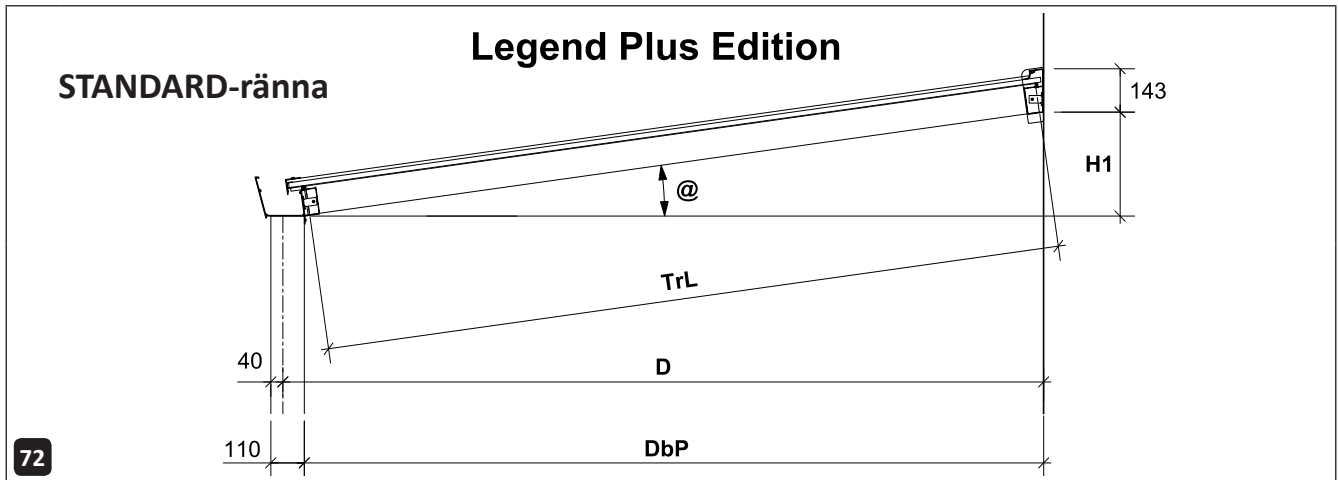 Legend Plus Edition
STANDARD-ränna
143
H1
@
TrL
40
D
110
DbP
72